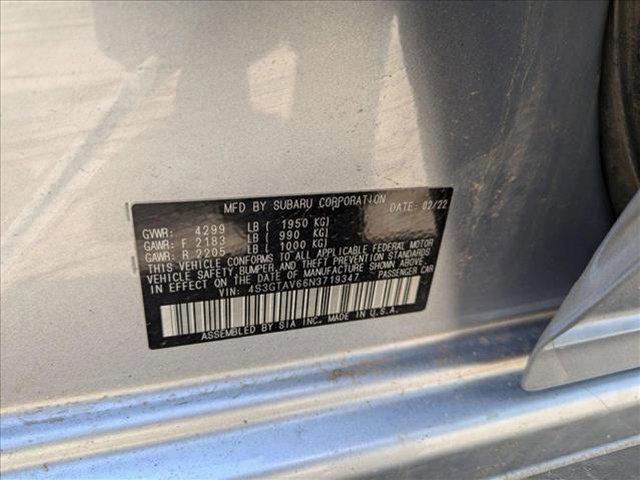 MFD BY SUBARU CORPORATION DATE: 02/22
GVWR: 4299 LB( 1950 KG)
GAWR: F 2183 LB( 990 KG)
GAWR: R 2205 LB( 1000 KG)
THIS VEHICLE CONFORMS TO ALL APPLICABLE FEDERAL MOTOR
VEHICLE SAFETY, BUMPER, AND THEFT PREVENTION STANDARDS
IN EFFECT ON THE DATE OF MANUFACTURE SHOWN ABOVE.
VIN: 4S3GTAV66N3719347 PASSENGER CAR
ASSEMBLED BY SIA INC. MADE IN U.S.A.